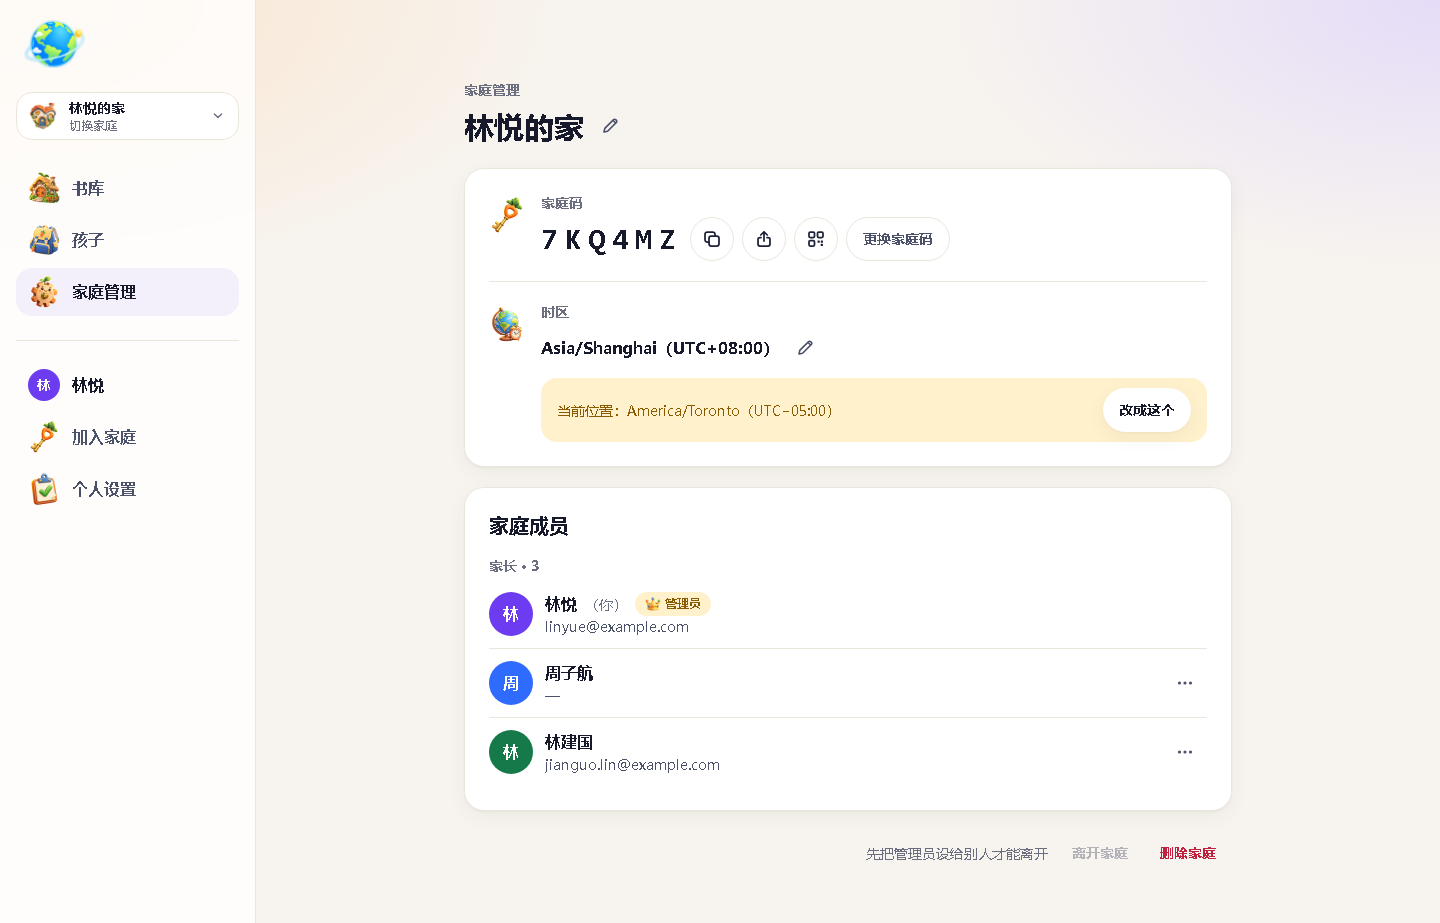 林悦的家
切换家庭
书库
孩子
家庭管理
林 林悦
加入家庭
个人设置
家庭管理
林悦的家
家庭码
7KQ4MZ
更换家庭码
时区
Asia/Shanghai（UTC+08:00）
当前位置：America/Toronto（UTC−05:00） 改成这个
家庭成员
家长 • 3
林 林悦 （你） 管理员
linyue@example.com
周 周子航
—
林 林建国
jianguo.lin@example.com
先把管理员设给别人才能离开 离开家庭 删除家庭